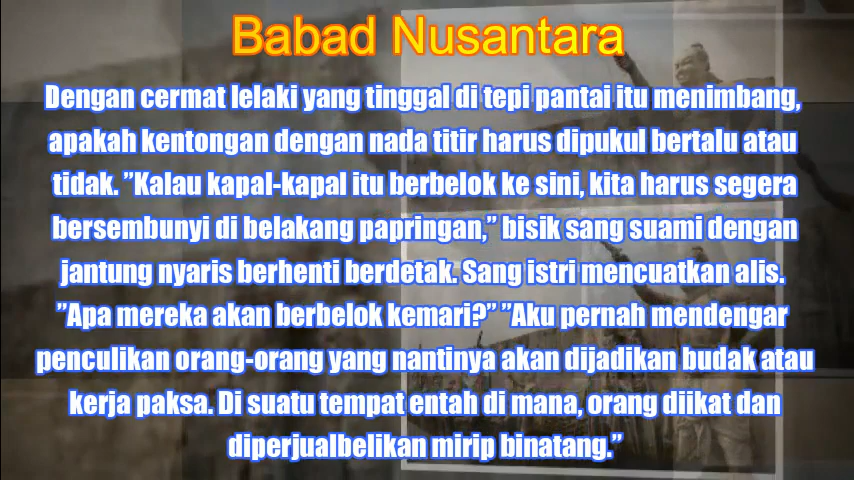 Babad Nusantara
Dengan cermat lelaki yang tinggal di tepi pantai itu menimbang,
apakah kentongan dengan nada titir harus dipukul bertalu atau
tidak. ”Kalau kapal-kapal itu berbelok ke sini, kita harus segera
bersembunyi di belakang papringan,” bisik sang suami dengan
jantung nyaris berhenti berdetak. Sang istri mencuatkan alis.
”Apa mereka akan berbelok kemari?” ”Aku pernah mendengar
penculikan orang-orang yang nantinya akan dijadikan budak atau
kerja paksa. Di suatu tempat entah di mana, orang diikat dan
diperjualbelikan mirip binatang.”